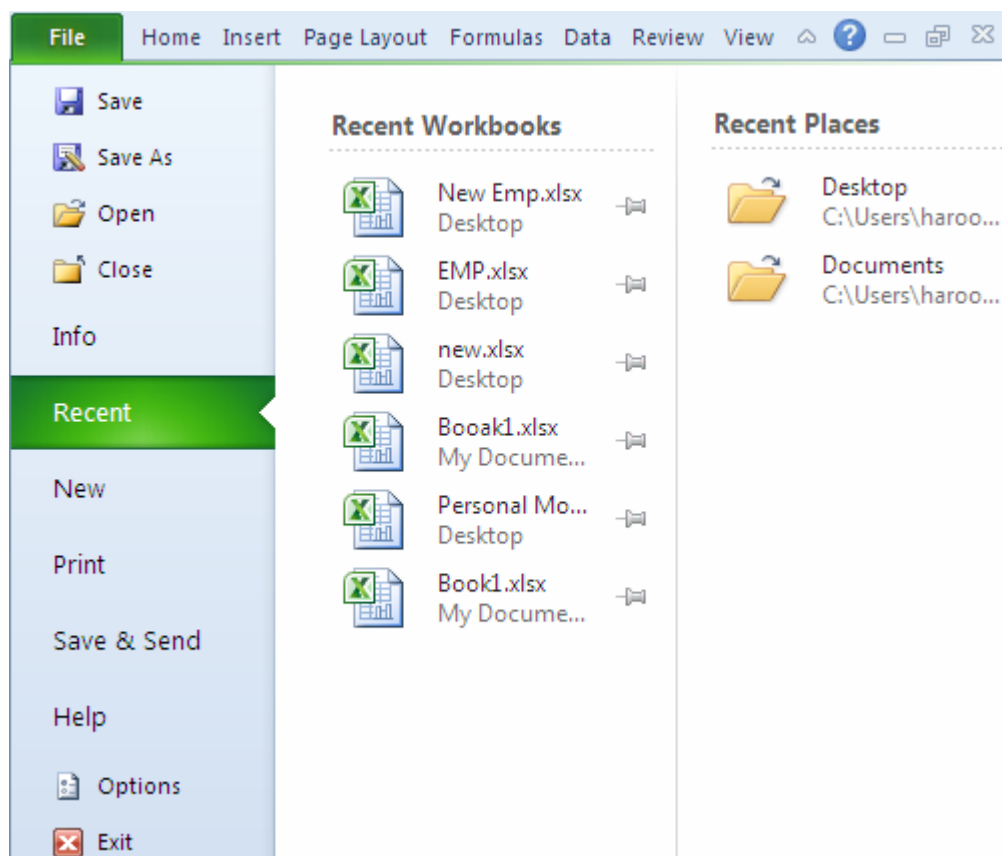 File Home Insert Page Layout Formulas Data Review View
Save
Save As
Open
Close
Info
Recent
New
Print
Save & Send
Help
Options
Exit
Recent Workbooks
New Emp.xlsx
Desktop
EMP.xlsx
Desktop
new.xlsx
Desktop
Booak1.xlsx
My Docume...
Personal Mo...
Desktop
Book1.xlsx
My Docume...
Recent Places
Desktop
C:\Users\haroo...
Documents
C:\Users\haroo...